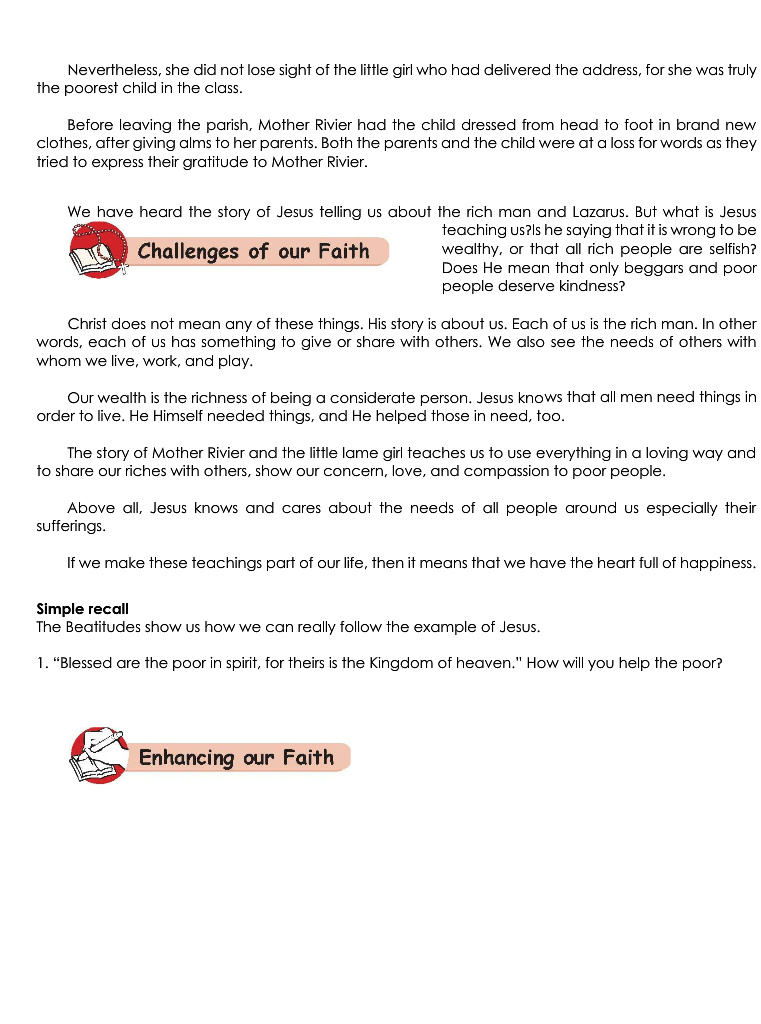 Nevertheless, she did not lose sight of the little girl who had delivered the address, for she was truly
the poorest child in the class.
Before leaving the parish, Mother Rivier had the child dressed from head to foot in brand new
clothes, after giving alms to her parents. Both the parents and the child were at a loss for words as they
tried to express their gratitude to Mother Rivier.
We have heard the story of Jesus telling us about the rich man and Lazarus. But what is Jesus
teaching us?Is he saying that it is wrong to be
Challenges of our Faith
wealthy, or that all rich people are selfish?
Does He mean that only beggars and poor
people deserve kindness?
Christ does not mean any of these things. His story is about us. Each of us is the rich man. In other
words, each of us has something to give or share with others. We also see the needs of others with
whom we live, work, and play.
Our wealth is the richness of being a considerate person. Jesus knows that all men need things in
order to live. He Himself needed things, and He helped those in need, too.
The story of Mother Rivier and the little lame girl teaches us to use everything in a loving way and
to share our riches with others, show our concern, love, and compassion to poor people.
Above all, Jesus knows and cares about the needs of all people around us especially their
sufferings.
If we make these teachings part of our life, then it means that we have the heart full of happiness.
Simple recall
The Beatitudes show us how we can really follow the example of Jesus.
1. “Blessed are the poor in spirit, for theirs is the Kingdom of heaven.” How will you help the poor?
Enhancing our Faith